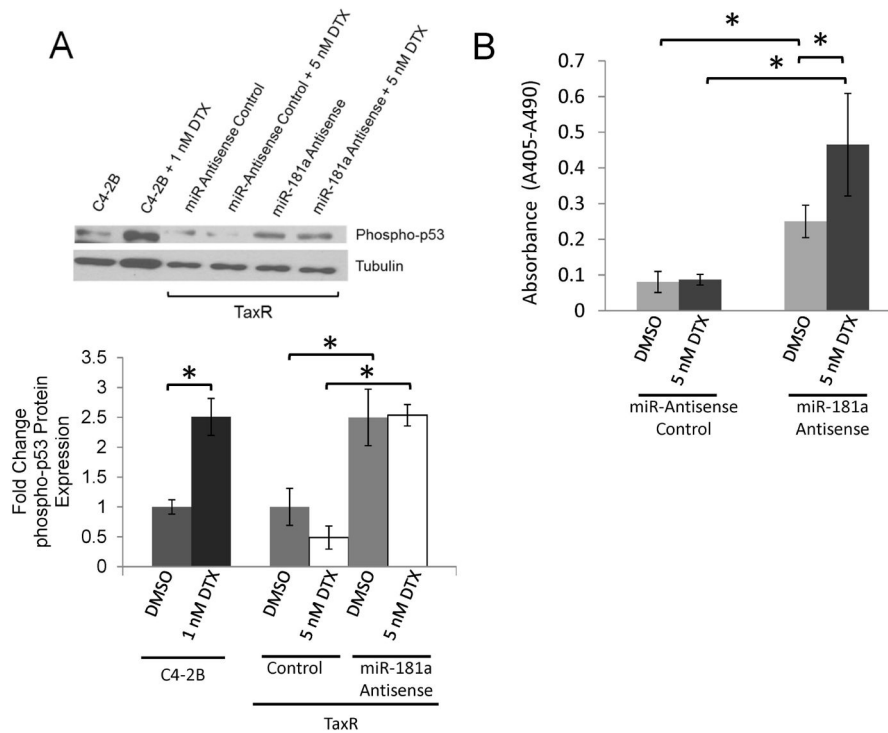 A
C4-2B
C4-2B + 1 nM DTX
miR Antisense Control
miR-Antisense Control + 5 nM DTX
miR-181a Antisense
miR-181a Antisense + 5 nM DTX
Phospho-p53
Tubulin
TaxR
Fold Change
phospho-p53 Protein
Expression
3.5
3
2.5
2
1.5
1
0.5
0
*
*
*
DMSO
1 nM DTX
DMSO
5 nM DTX
DMSO
5 nM DTX
C4-2B
Control
miR-181a
Antisense
TaxR
B
Absorbance (A405-A490)
0.7
0.6
0.5
0.4
0.3
0.2
0.1
0
*
*
*
DMSO
5 nM DTX
DMSO
5 nM DTX
miR-Antisense
Control
miR-181a
Antisense